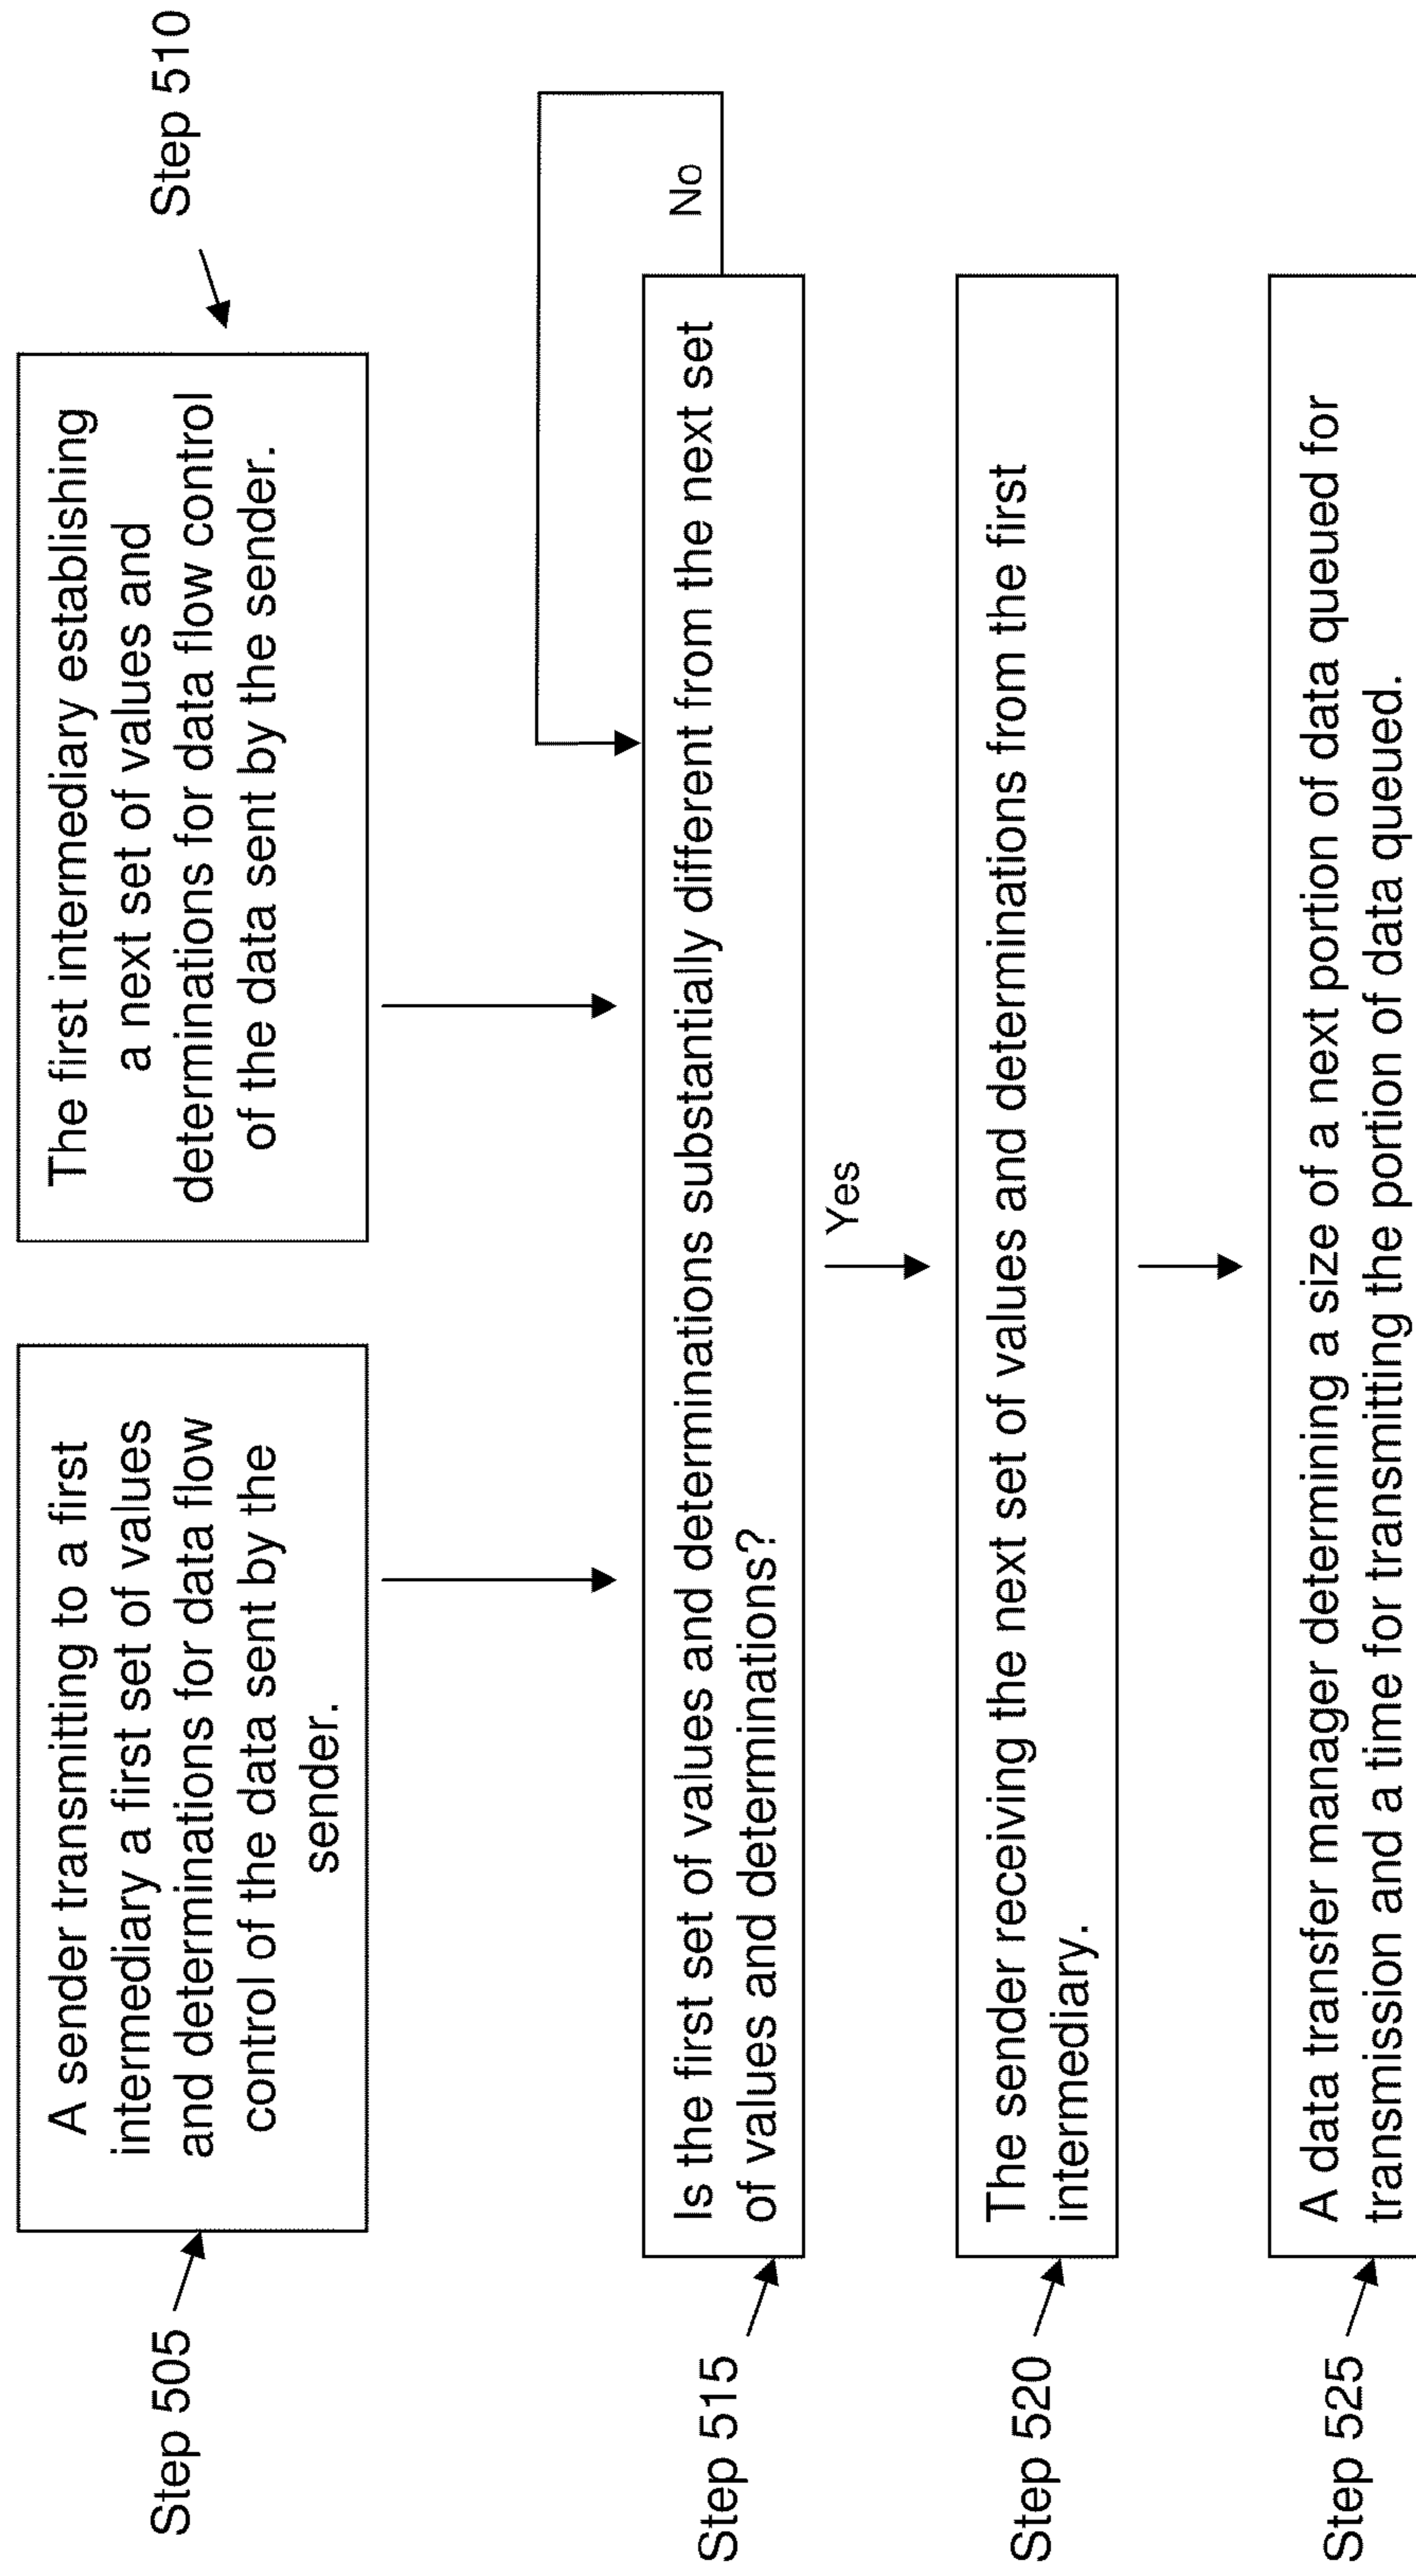 Step 505
A sender transmitting to a first
intermediary a first set of values
and determinations for data flow
control of the data sent by the
sender.
The first intermediary establishing
a next set of values and
determinations for data flow control
of the data sent by the sender.
Step 510
Step 515
Is the first set of values and determinations substantially different from the next set
of values and determinations?
No
Yes
Step 520
The sender receiving the next set of values and determinations from the first
intermediary.
Step 525
A data transfer manager determining a size of a next portion of data queued for
transmission and a time for transmitting the portion of data queued.